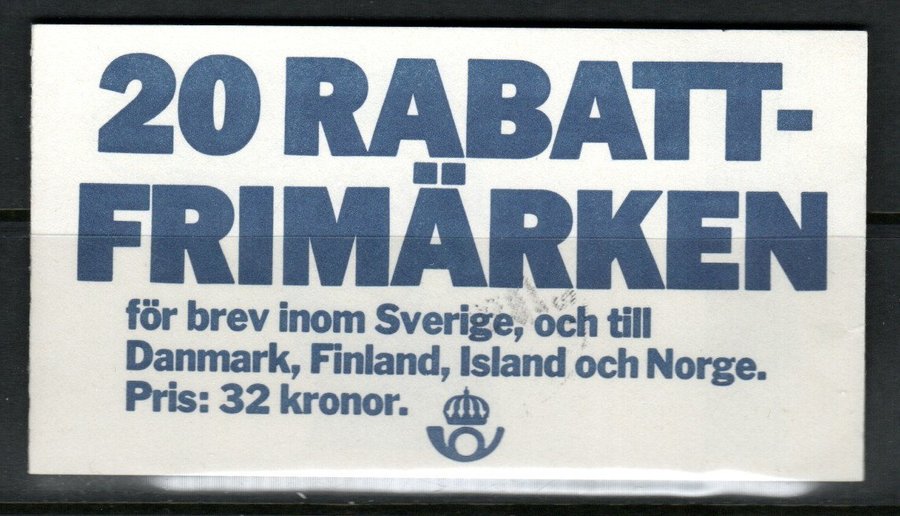 20 RABATT-
FRIMÄRKEN
för brev inom Sverige, och till
Danmark, Finland, Island och Norge.
Pris: 32 kronor.